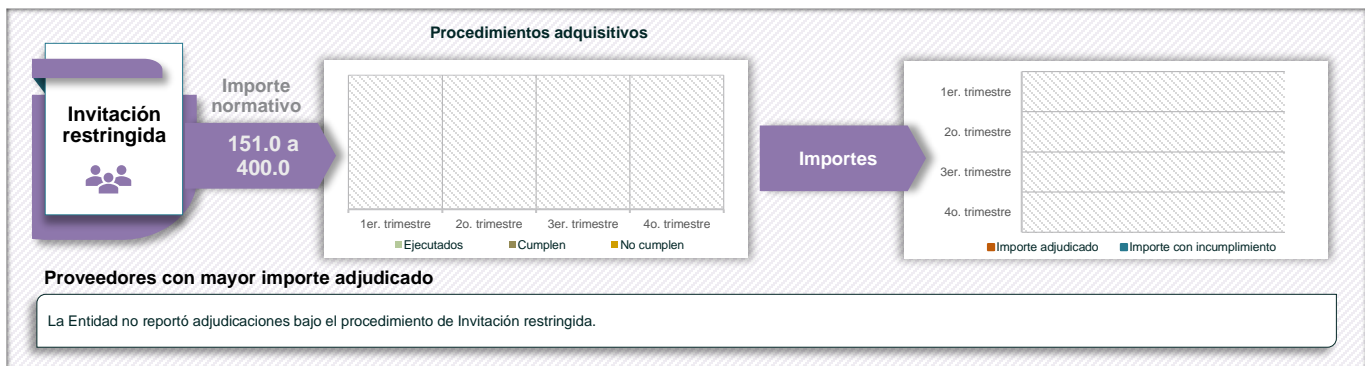 Procedimientos adquisitivos
Invitación
restringida
Importe
normativo
151.0 a
400.0
1er. trimestre 2o. trimestre 3er. trimestre 4o. trimestre
Ejecutados Cumplen No cumplen
Importes
1er. trimestre
2o. trimestre
3er. trimestre
4o. trimestre
Importe adjudicado Importe con incumplimiento
Proveedores con mayor importe adjudicado
La Entidad no reportó adjudicaciones bajo el procedimiento de Invitación restringida.